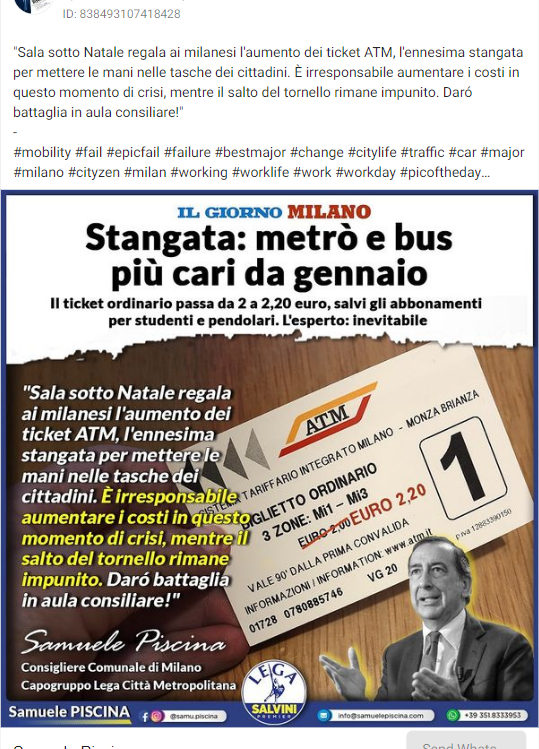 ID: 838493107418428
"Sala sotto Natale regala ai milanesi l'aumento dei ticket ATM, l'ennesima stangata
per mettere le mani nelle tasche dei cittadini. È irresponsabile aumentare i costi in
questo momento di crisi, mentre il salto del tornello rimane impunito. Daró
battaglia in aula consiliare!"
-
#mobility #fail #epicfail #failure #bestmajor #change #citylife #traffic #car #major
#milano #cityzen #milan #working #worklife #work #workday #picoftheday...
IL GIORNO MILANO
Stangata: metrò e bus
più cari da gennaio
Il ticket ordinario passa da 2 a 2,20 euro, salvi gli abbonamenti
per studenti e pendolari. L'esperto: inevitabile
"Sala sotto Natale regala
ai milanesi l'aumento dei
ticket ATM, l'ennesima
stangata per mettere le
mani nelle tasche dei
cittadini. È irresponsabile
aumentare i costi in questo
momento di crisi, mentre il
salto del tornello rimane
impunito. Daró battaglia
in aula consiliare!"
Samuele Piscina
Consigliere Comunale di Milano
Capogruppo Lega Città Metropolitana
ATM
TARIFFARIO INTEGRATO MILANO - MONZA BRIANZA
BIGLIETTO ORDINARIO
3 ZONE: Mi1 - Mi3
EURO 2,00 EURO 2,20
1
VALE 90' DALLA PRIMA CONVALIDA
INFORMAZIONI / INFORMATION: www.atm.it
P.iva 12883390150
VG 20
01728 0780885746
LEGA
SALVINI
PREMIER
Samuele PISCINA
@samu.piscina
info@samuelepiscina.com
+39 351.8333953
Send Whats